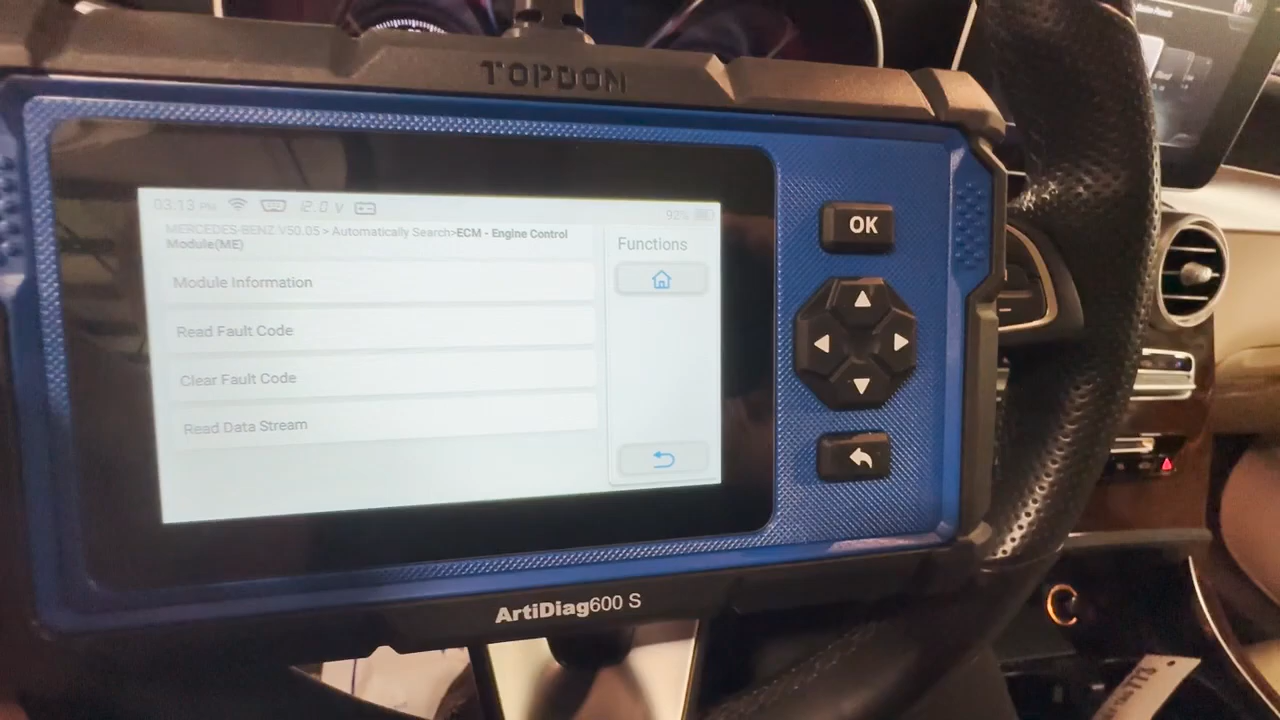 TOPDON
03:13 PM 12.0 V 92%
MERCEDES-BENZ V50.05 > Automatically Search>ECM - Engine Control
Module(ME)
Functions
Module Information
Read Fault Code
Clear Fault Code
Read Data Stream
OK
ArtiDiag600 S